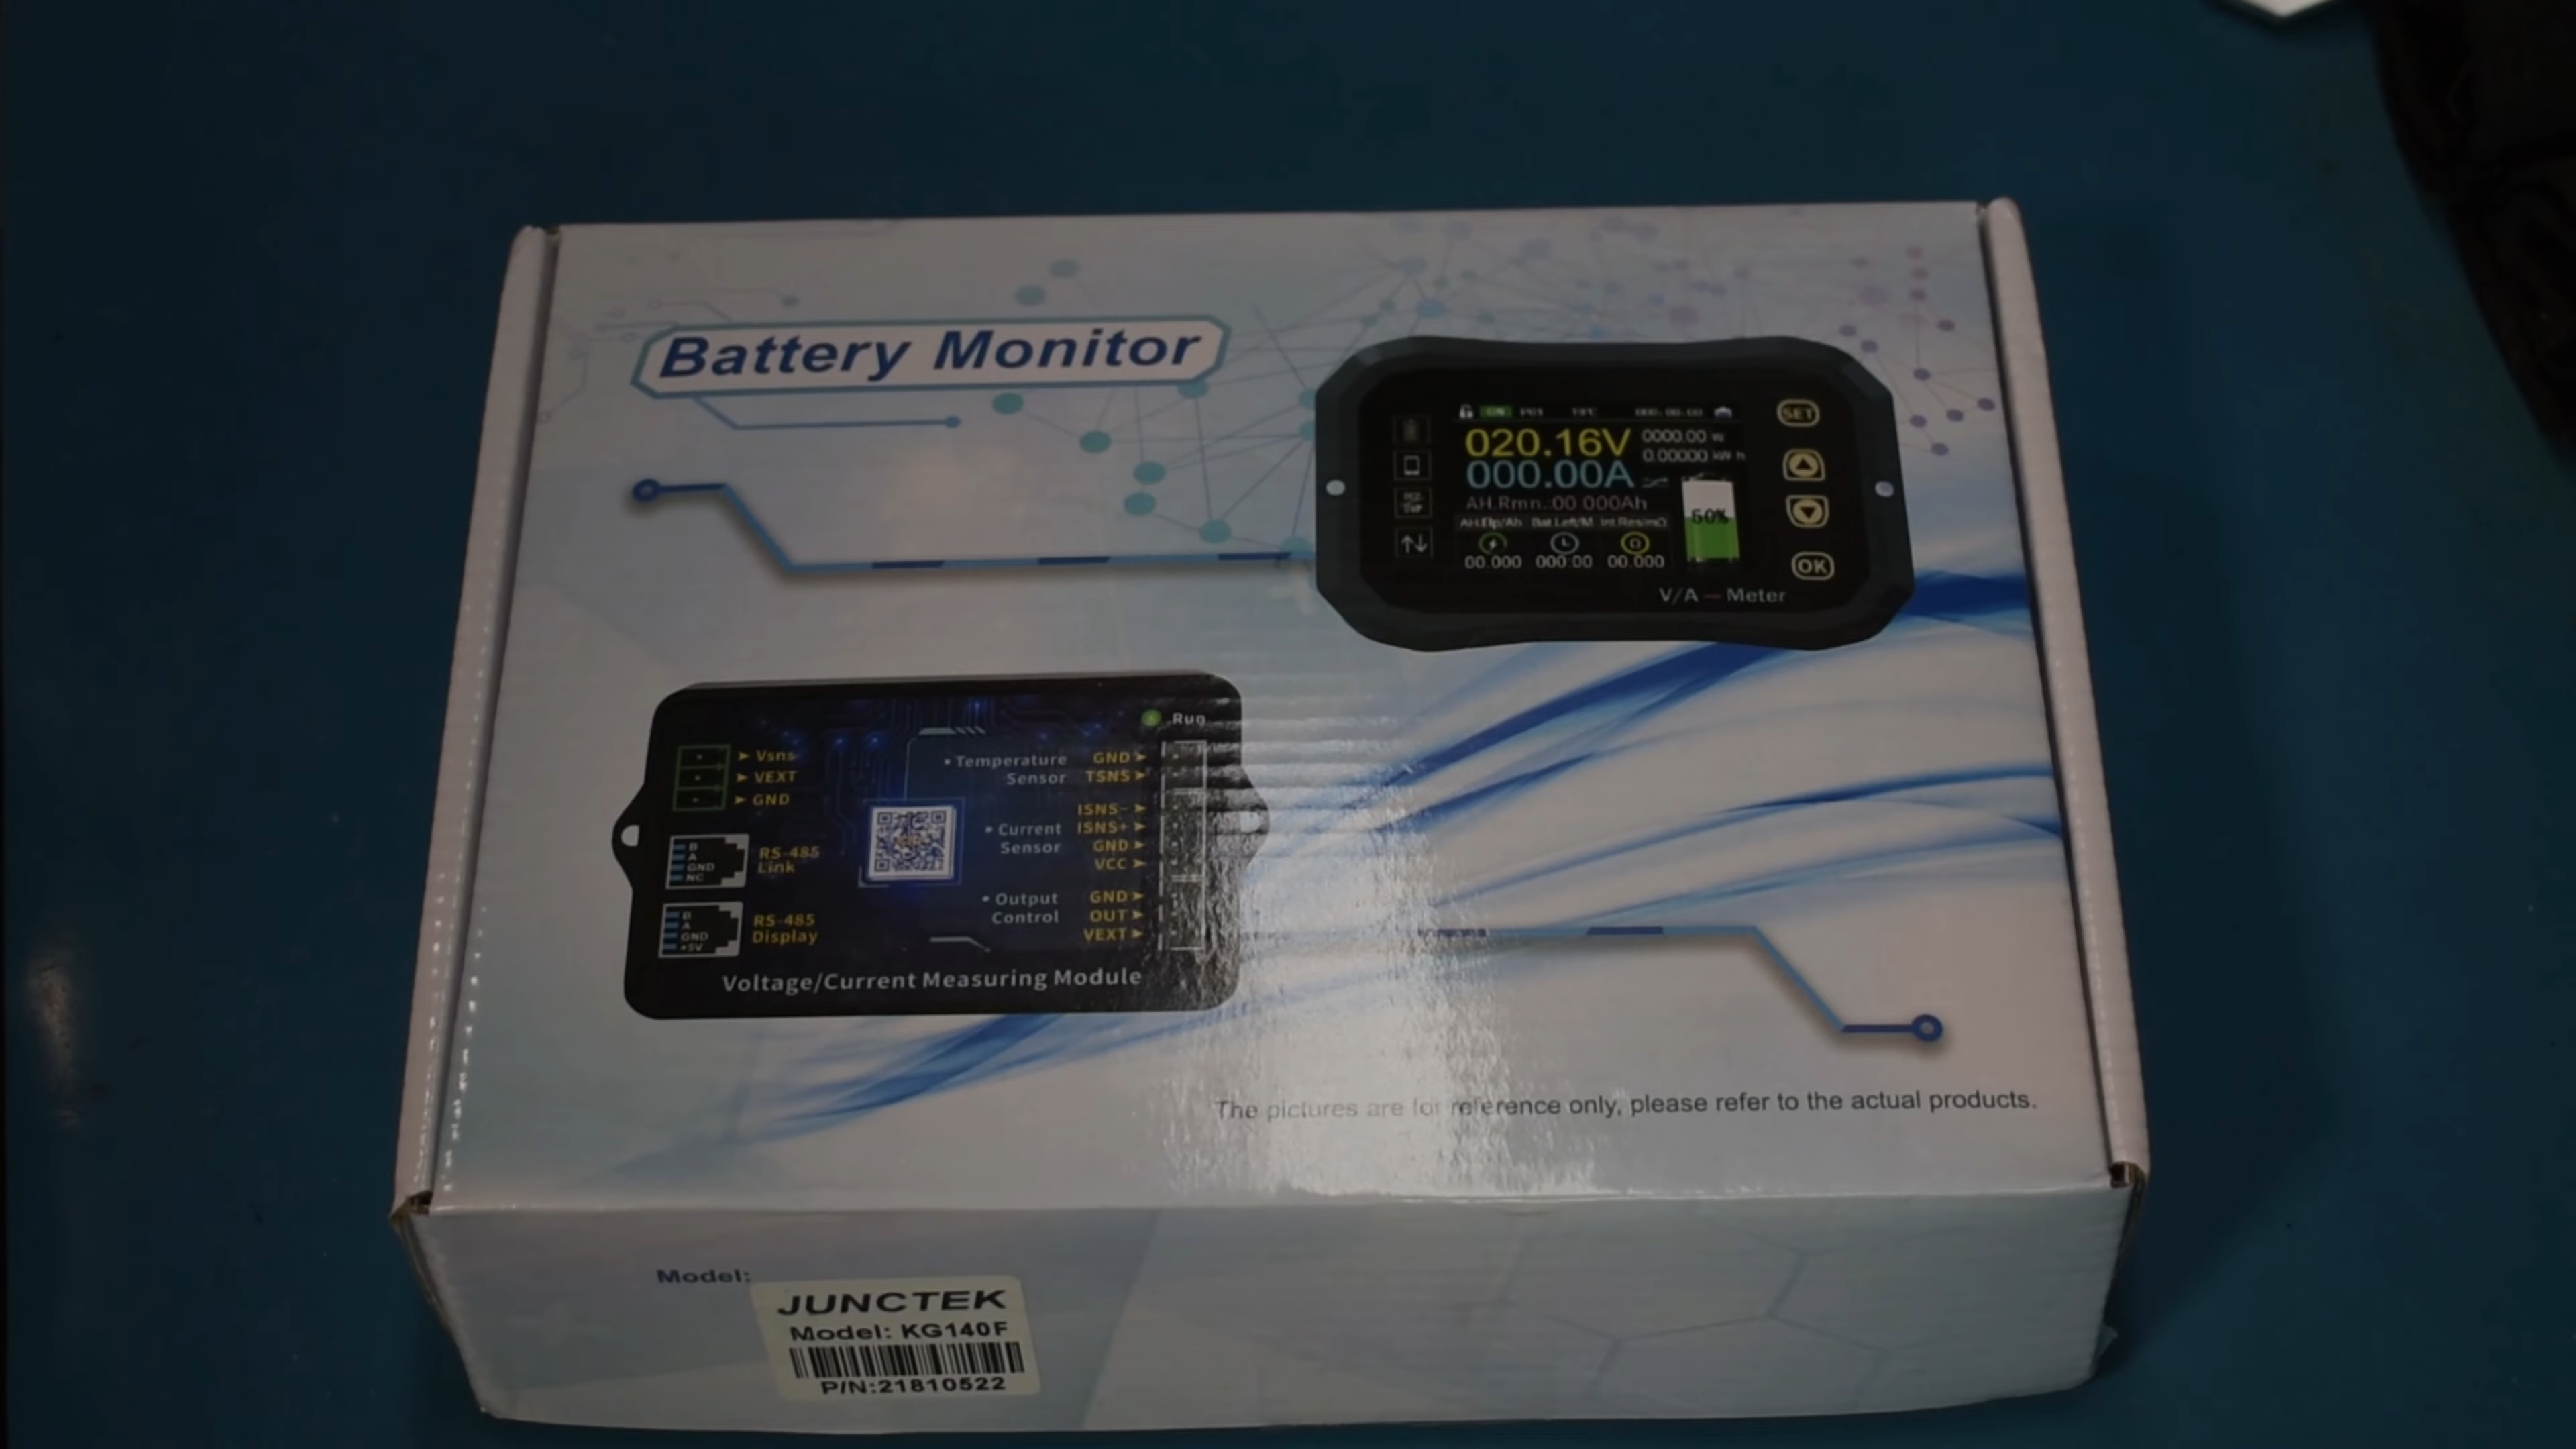 Battery Monitor
SET
020.16V
0000.00 W
0.00000 kW h
000.00A
AH.Rmn.:00 000Ah
50%
00.000 000:00 00.000
OK
V/A — Meter
Run
Vsns
VEXT
GND
Temperature Sensor
GND
TSNS
ISNS-
ISNS+
GND
VCC
Current Sensor
B
A
GND
NC
RS-485 Link
Output Control
GND
OUT
VEXT
B
A
GND
+5V
RS-485 Display
Voltage/Current Measuring Module
The pictures are for reference only, please refer to the actual products.
Model:
JUNCTEK
Model: KG140F
P/N:21810522